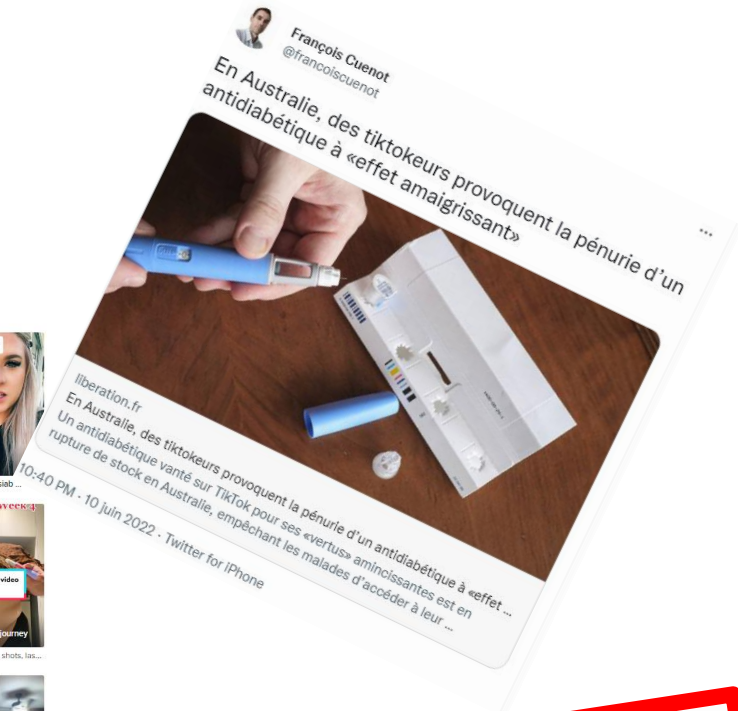 François Cuenot
@francoiscuenot
En Australie, des tiktokeurs provoquent la pénurie d'un
antidiabétique à «effet amaigrissant»
liberation.fr
En Australie, des tiktokeurs provoquent la pénurie d'un antidiabétique à «effet ...
Un antidiabétique vanté sur TikTok pour ses «vertus» amincissantes est en
rupture de stock en Australie, empêchant les malades d'accéder à leur ...
10:40 PM · 10 juin 2022 · Twitter for iPhone
video
journey
shots, las...